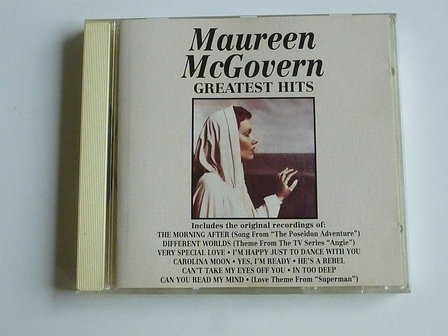 Maureen
McGovern
GREATEST HITS
Includes the original recordings of:
THE MORNING AFTER (Song From "The Poseidon Adventure")
DIFFERENT WORLDS (Theme From The TV Series "Angie")
VERY SPECIAL LOVE • I'M HAPPY JUST TO DANCE WITH YOU
CAROLINA MOON • YES, I'M READY • HE'S A REBEL
CAN'T TAKE MY EYES OFF YOU • IN TOO DEEP
CAN YOU READ MY MIND • (Love Theme From "Superman")